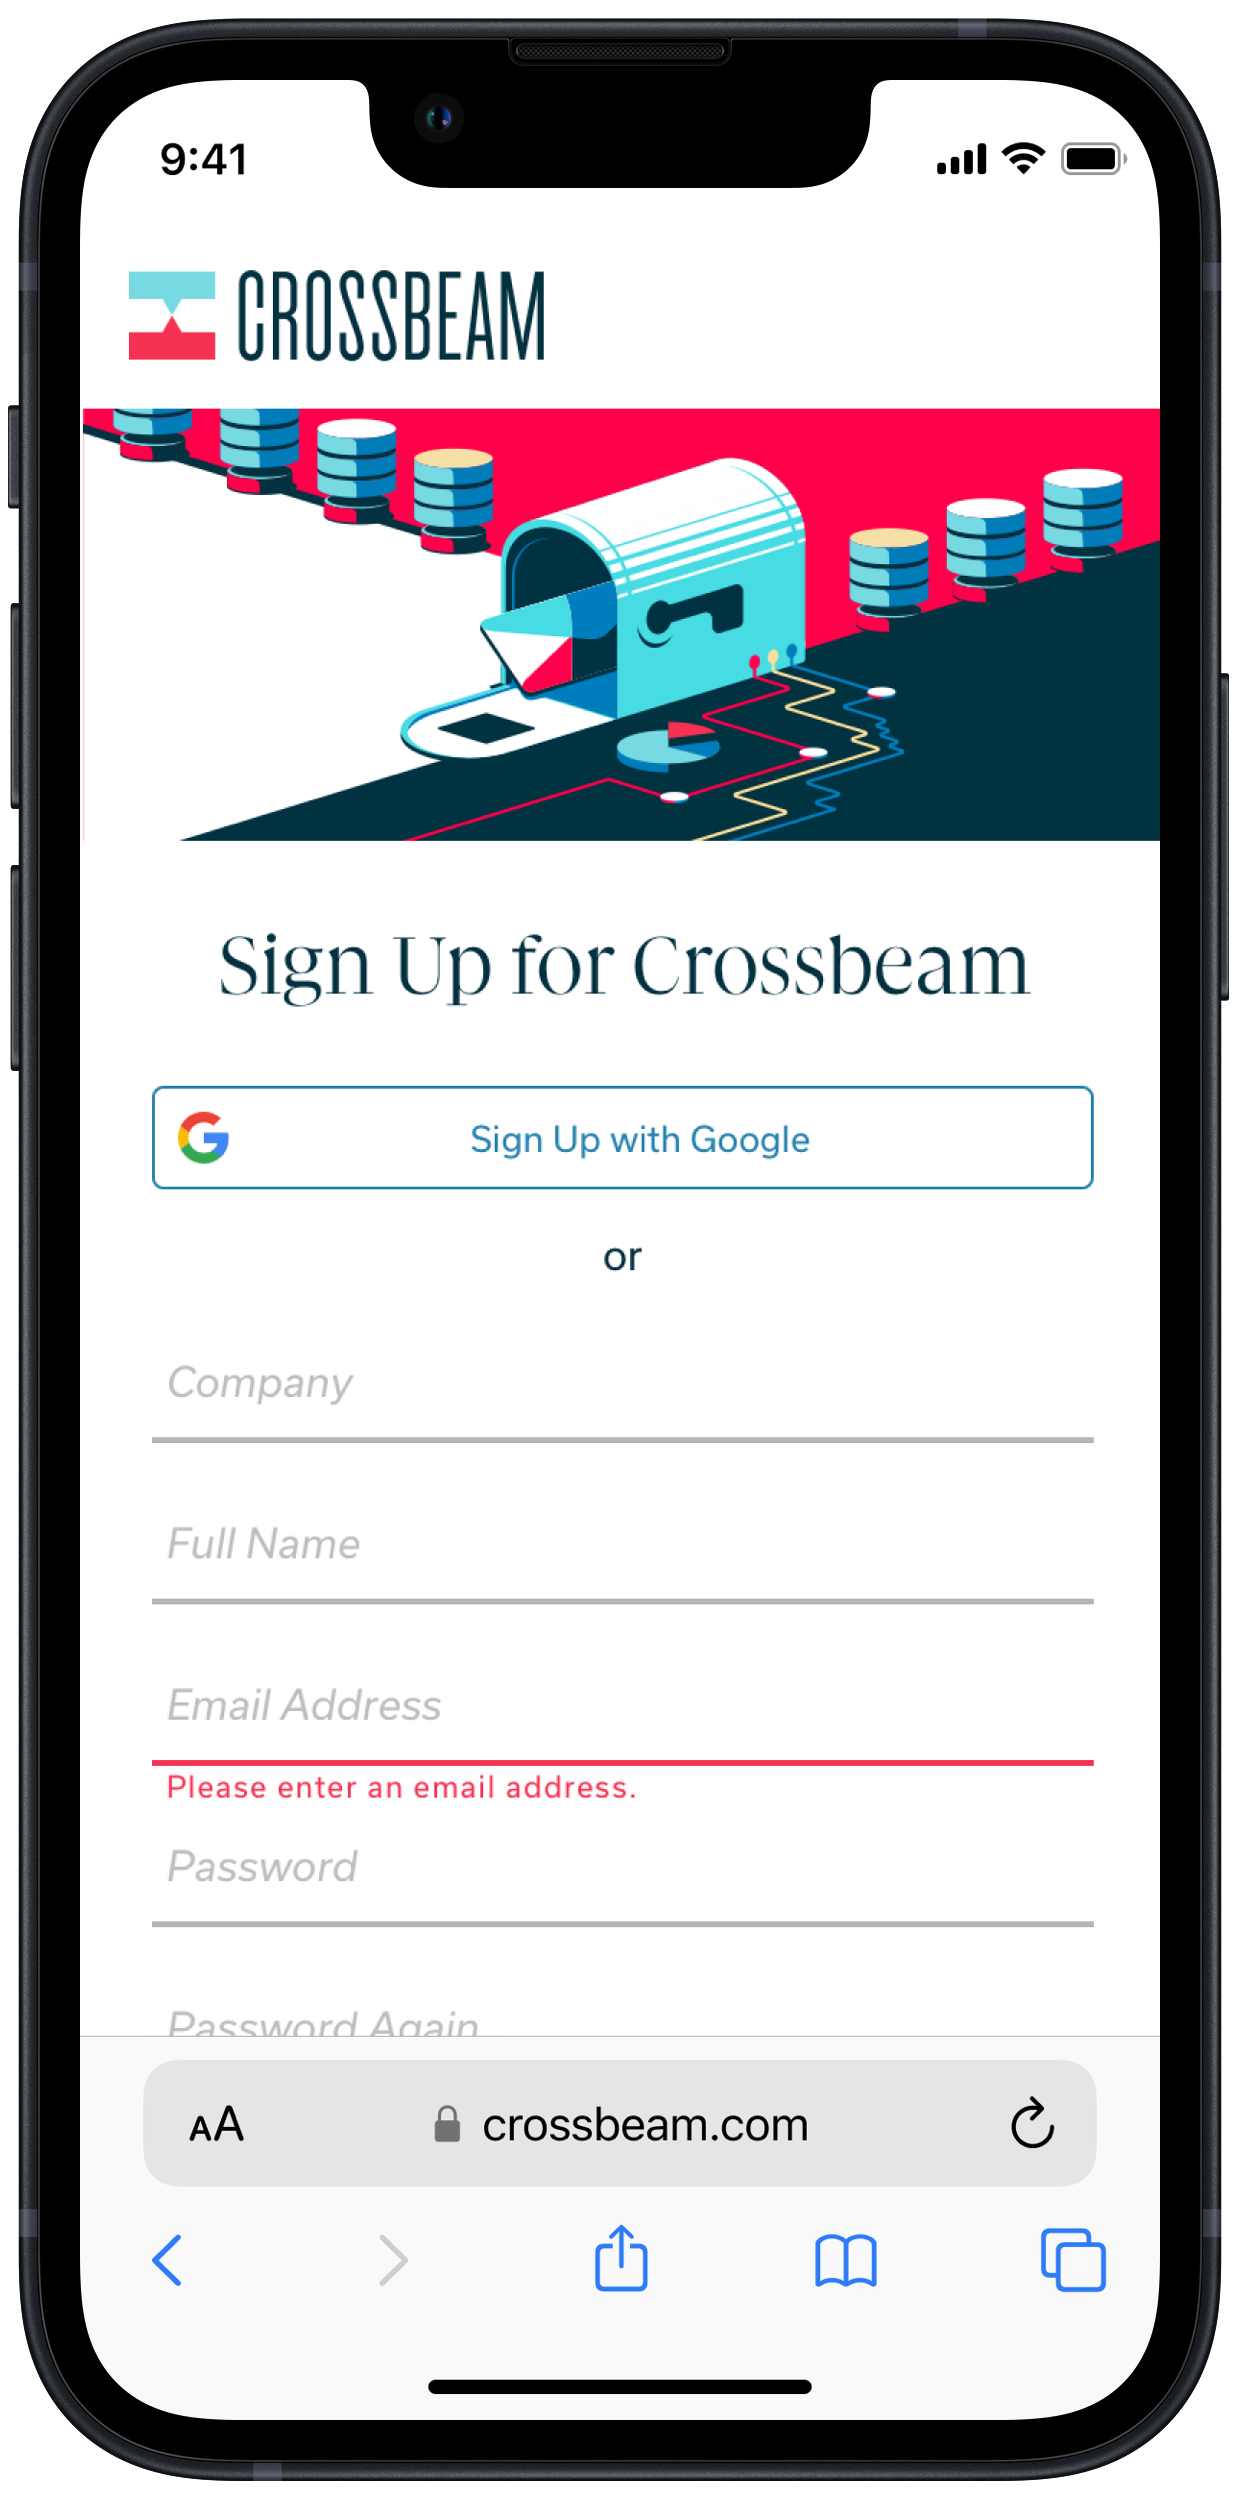 9:41
CROSSBEAM
Sign Up for Crossbeam
Sign Up with Google
or
Company
Full Name
Email Address
Please enter an email address.
Password
Password Again
AA
crossbeam.com